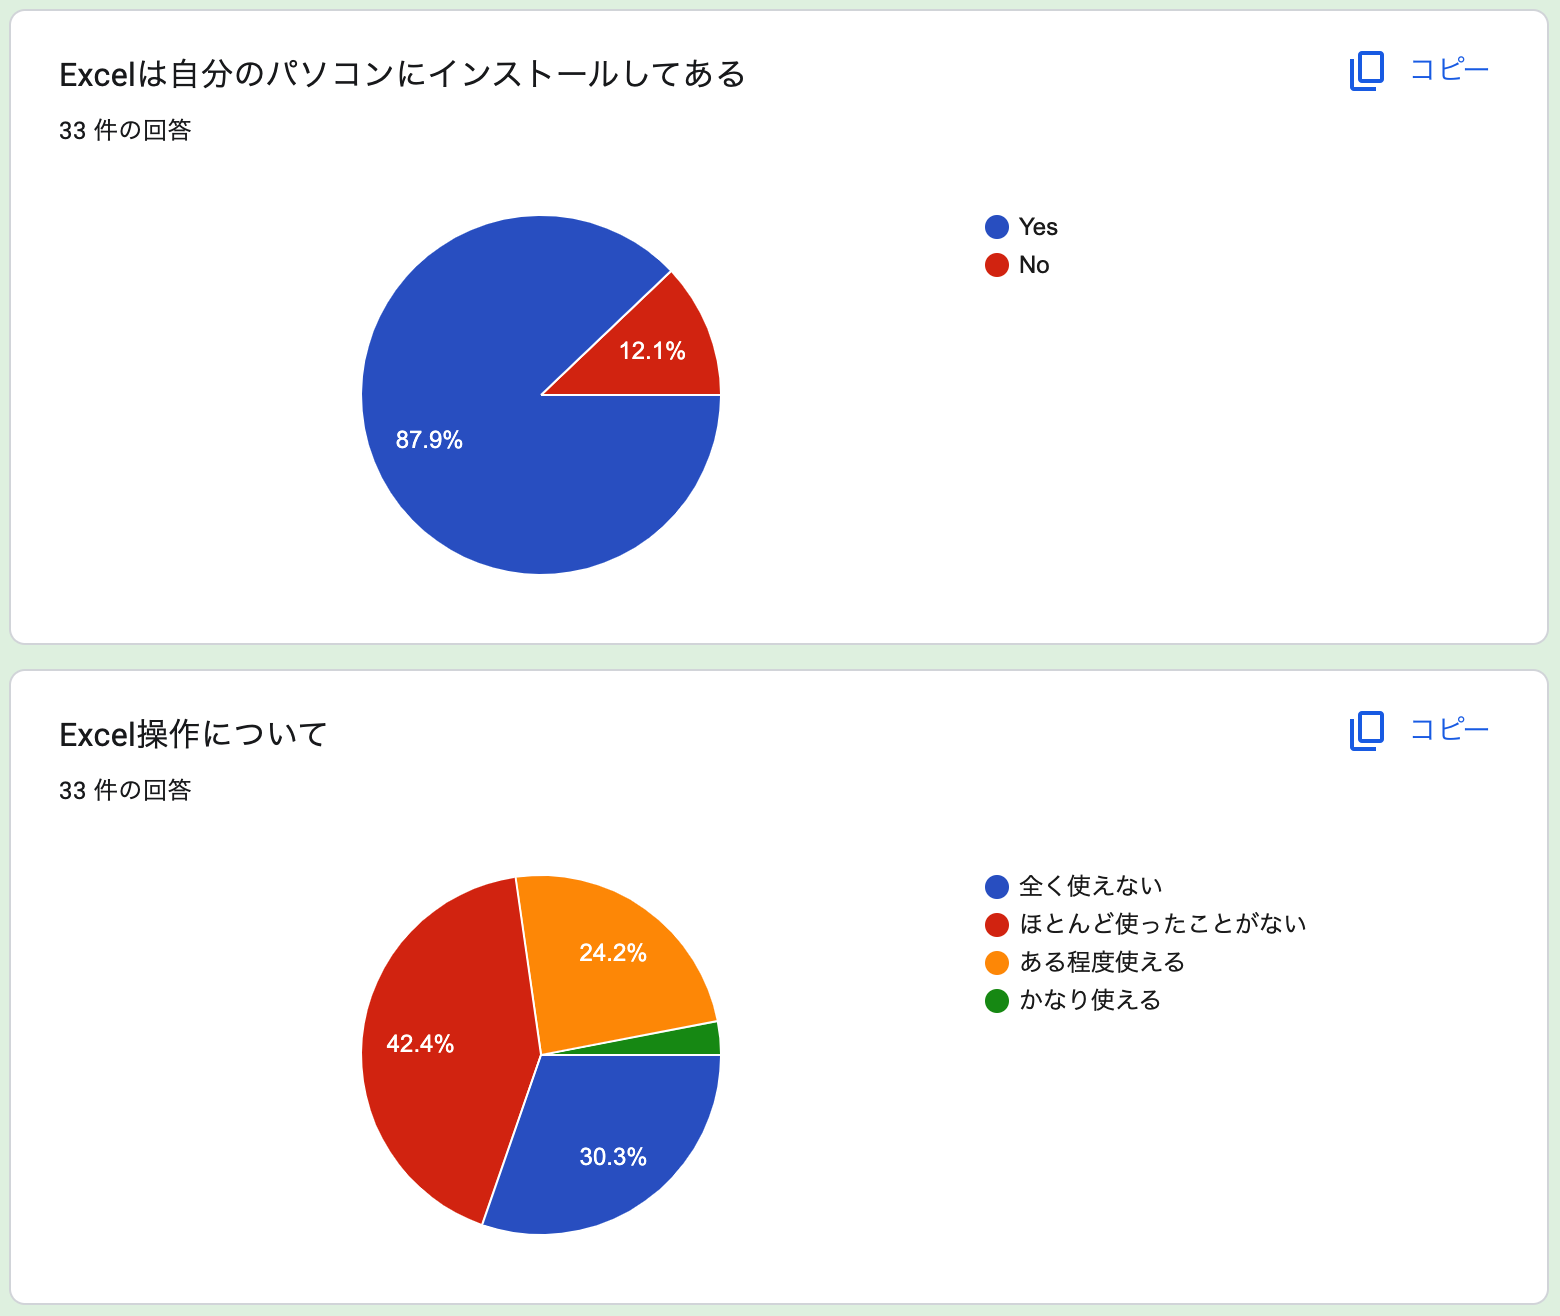 Excelは自分のパソコンにインストールしてある
コピー
33 件の回答
Yes
No
12.1%
87.9%
Excel操作について
コピー
33 件の回答
全く使えない
ほとんど使ったことがない
ある程度使える
かなり使える
24.2%
42.4%
30.3%